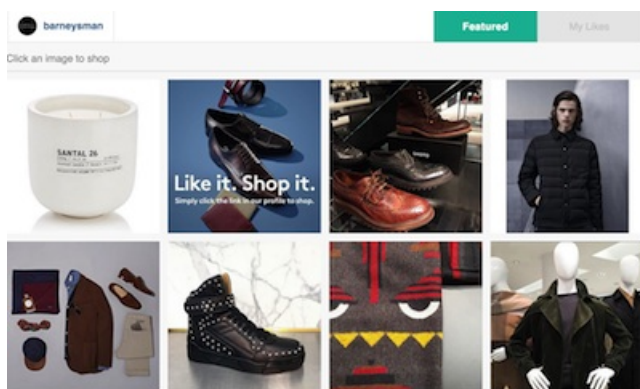 barneysman
Featured
My Likes
Click an image to shop
SANTAL 26
Like it. Shop it.
Simply click the link in our profile to shop.